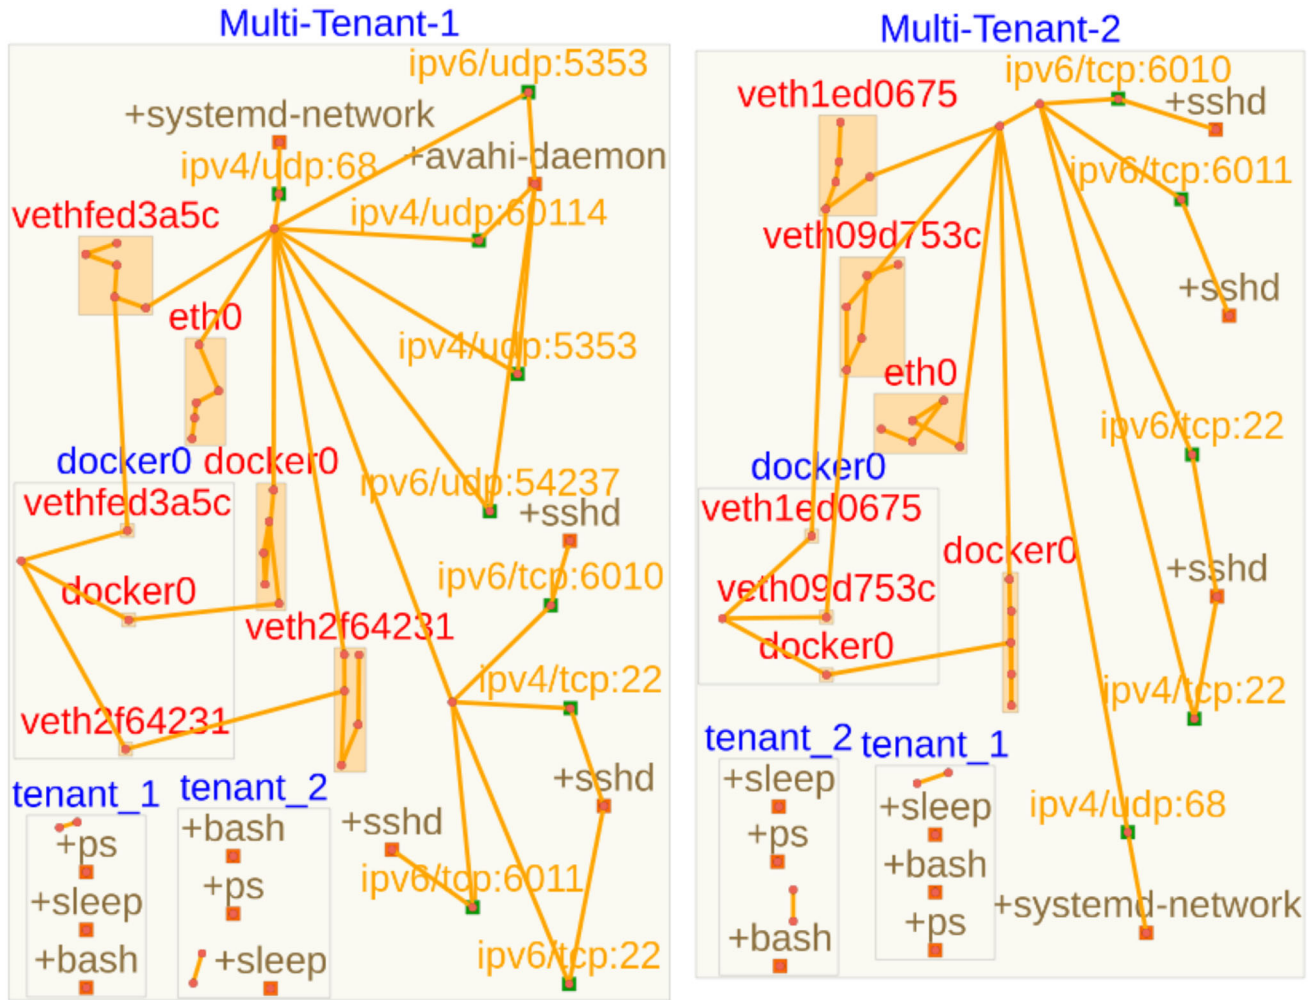 Multi-Tenant-1
ipv6/udp:5353
+systemd-network
+avahi-daemon
ipv4/udp:68
ipv4/udp:60114
vethfed3a5c
eth0
ipv4/udp:5353
docker0
docker0
vethfed3a5c
ipv6/udp:54237
+sshd
docker0
ipv6/tcp:6010
veth2f64231
ipv4/tcp:22
veth2f64231
+sshd
tenant_1
tenant_2
+ps
+bash
+sshd
+sleep
+ps
ipv6/tcp:6011
+bash
+sleep
ipv6/tcp:22
Multi-Tenant-2
ipv6/tcp:6010
veth1ed0675
+sshd
ipv6/tcp:6011
veth09d753c
+sshd
eth0
ipv6/tcp:22
docker0
veth1ed0675
docker0
veth09d753c
+sshd
docker0
ipv4/tcp:22
tenant_2
tenant_1
+sleep
+sleep
ipv4/udp:68
+ps
+bash
+systemd-network
+bash
+ps